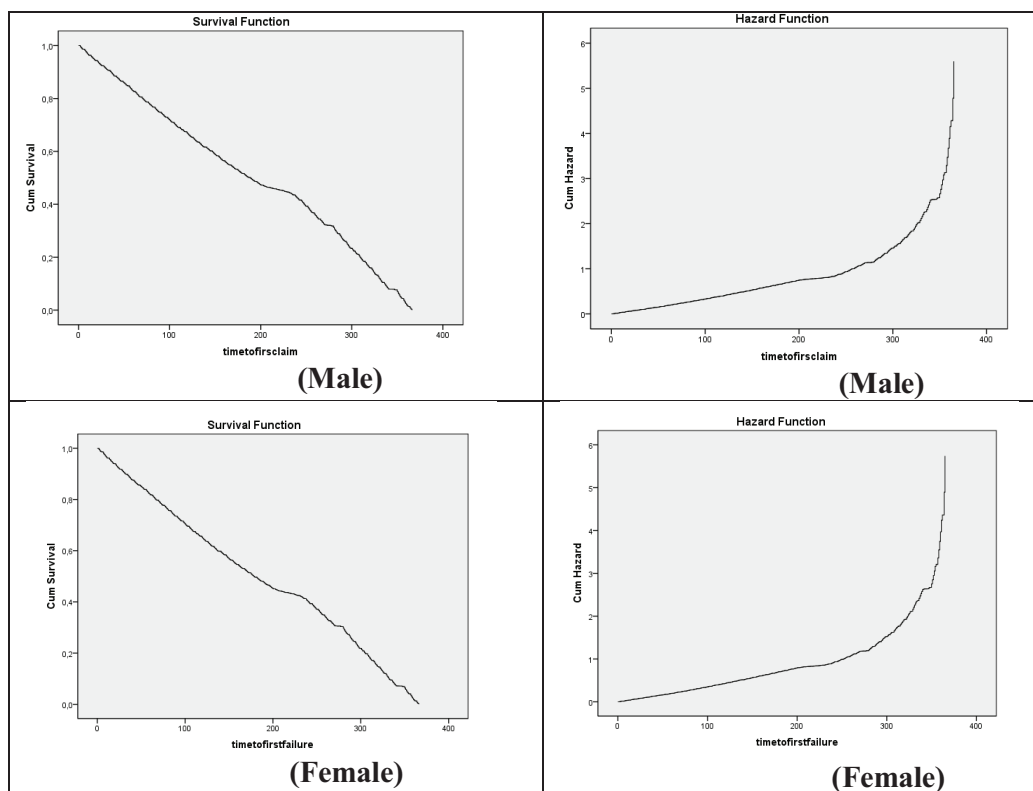 Survival Function
1,0
0,8
0,6
0,4
0,2
0,0
Cum Survival
0 100 200 300 400
timetofirsclaim
(Male)
Hazard Function
6
5
4
3
2
1
0
Cum Hazard
0 100 200 300 400
timetofirsclaim
(Male)
Survival Function
1,0
0,8
0,6
0,4
0,2
0,0
Cum Survival
0 100 200 300 400
timetofirstfailure
(Female)
Hazard Function
6
5
4
3
2
1
0
Cum Hazard
0 100 200 300 400
timetofirstfailure
(Female)